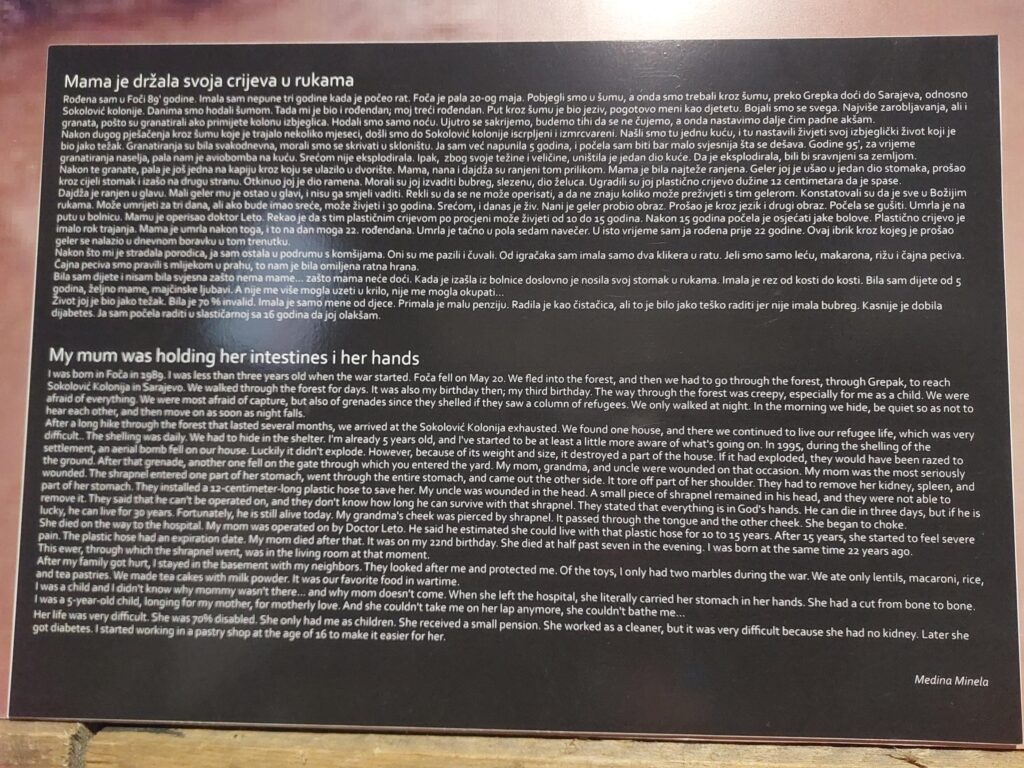 Mama je držala svoja crijeva u rukama
Rođena sam u Foči 89' godine. Imala sam nepune tri godine kada je počeo rat. Foča je pala 20-og maja. Pobjegli smo u šumu, a onda smo trebali kroz šumu, preko Grepka doći do Sarajeva, odnosno
Sokolović kolonije. Danima smo hodali šumom. Tada mi je bio i rođendan; moj treći rođendan. Put kroz šumu je bio jeziv, pogotovo meni kao djetetu. Bojali smo se svega. Najviše zarobljavanja, ali i
granata, pošto su granatirali ako primijete kolonu izbjeglica. Hodali smo samo noću. Ujutro se sakrijemo, budemo tihi da se ne čujemo, a onda nastavimo dalje čim padne akšam.
Nakon dugog pješačenja kroz šumu koje je trajalo nekoliko mjeseci, došli smo do Sokolović kolonije iscrpljeni i izmrcvareni. Našli smo tu jednu kuću, i tu nastavili živjeti svoj izbjeglički život koji je
bio jako težak. Granatiranja su bila svakodnevna, morali smo se skrivati u skloništu. Ja sam već napunila 5 godina, i počela sam biti bar malo svjesnija šta se dešava. Godine 95', za vrijeme
granatiranja naselja, pala nam je aviobomba na kuću. Srećom nije eksplodirala. Ipak, zbog svoje težine i veličine, uništila je jedan dio kuće. Da je eksplodirala, bili bi sravnjeni sa zemljom.
Nakon te granate, pala je još jedna na kapiju kroz koju se ulazilo u dvorište. Mama, nana i dajdža su ranjeni tom prilikom. Mama je bila najteže ranjena. Geler joj je ušao u jedan dio stomaka, prošao
kroz cijeli stomak i izašo na drugu stranu. Otkinuo joj je dio ramena. Morali su joj izvaditi bubreg, slezenu, dio želuca. Ugradili su joj plastično crijevo dužine 12 centimetara da je spase.
Dajdža je ranjen u glavu. Mali geler mu je ostao u glavi, i nisu ga smjeli vaditi. Rekli su da se ne može operisati, a da ne znaju koliko može preživjeti s tim gelerom. Konstatovali su da je sve u Božijim
rukama. Može umrijeti za tri dana, ali ako bude imao sreće, može živjeti i 30 godina. Srećom, i danas je živ. Nani je geler probio obraz. Prošao je kroz jezik i drugi obraz. Počela se gušiti. Umrla je na
putu u bolnicu. Mamu je operisao doktor Leto. Rekao je da s tim plastičnim crijevom po procjeni može živjeti od 10 do 15 godina. Nakon 15 godina počela je osjećati jake bolove. Plastično crijevo je
imalo rok trajanja. Mama je umrla nakon toga, i to na dan moga 22. rođendana. Umrla je tačno u pola sedam navečer. U isto vrijeme sam ja rođena prije 22 godine. Ovaj ibrik kroz kojeg je prošao
geler se nalazio u dnevnom boravku u tom trenutku.
Nakon što mi je stradala porodica, ja sam ostala u podrumu s komšijama. Oni su me pazili i čuvali. Od igračaka sam imala samo dva klikera u ratu. Jeli smo samo leću, makarona, rižu i čajna peciva.
Čajna peciva smo pravili s mlijekom u prahu, to nam je bila omiljena ratna hrana.
Bila sam dijete i nisam bila svjesna zašto nema mame... zašto mama neće doći. Kada je izašla iz bolnice doslovno je nosila svoj stomak u rukama. Imala je rez od kosti do kosti. Bila sam dijete od 5
godina, željno mame, majčinske ljubavi. A nije me više mogla uzeti u krilo, nije me mogla okupati...
Život joj je bio jako težak. Bila je 70 % invalid. Imala je samo mene od djece. Primala je malu penziju. Radila je kao čistačica, ali to je bilo jako teško raditi jer nije imala bubreg. Kasnije je dobila
dijabetes. Ja sam počela raditi u slastičarnoj sa 16 godina da joj olakšam.
My mum was holding her intestines i her hands
I was born in Foča in 1989. I was less than three years old when the war started. Foča fell on May 20. We fled into the forest, and then we had to go through the forest, through Grepak, to reach
Sokolović Kolonija in Sarajevo. We walked through the forest for days. It was also my birthday then; my third birthday. The way through the forest was creepy, especially for me as a child. We were
afraid of everything. We were most afraid of capture, but also of grenades since they shelled if they saw a column of refugees. We only walked at night. In the morning we hide, be quiet so as not to
hear each other, and then move on as soon as night falls.
After a long hike through the forest that lasted several months, we arrived at the Sokolović Kolonija exhausted. We found one house, and there we continued to live our refugee life, which was very
difficult.. The shelling was daily. We had to hide in the shelter. I'm already 5 years old, and I've started to be at least a little more aware of what's going on. In 1995, during the shelling of the
settlement, an aerial bomb fell on our house. Luckily it didn't explode. However, because of its weight and size, it destroyed a part of the house. If it had exploded, they would have been razed to
the ground. After that grenade, another one fell on the gate through which you entered the yard. My mom, grandma, and uncle were wounded on that occasion. My mom was the most seriously
wounded. The shrapnel entered one part of her stomach, went through the entire stomach, and came out the other side. It tore off part of her shoulder. They had to remove her kidney, spleen, and
part of her stomach. They installed a 12-centimeter-long plastic hose to save her. My uncle was wounded in the head. A small piece of shrapnel remained in his head, and they were not able to
remove it. They said that he can't be operated on, and they don't know how long he can survive with that shrapnel. They stated that everything is in God's hands. He can die in three days, but if he is
lucky, he can live for 30 years. Fortunately, he is still alive today. My grandma's cheek was pierced by shrapnel. It passed through the tongue and the other cheek. She began to choke.
She died on the way to the hospital. My mom was operated on by Doctor Leto. He said he estimated she could live with that plastic hose for 10 to 15 years. After 15 years, she started to feel severe
pain. The plastic hose had an expiration date. My mom died after that. It was on my 22nd birthday. She died at half past seven in the evening. I was born at the same time 22 years ago.
This ewer, through which the shrapnel went, was in the living room at that moment.
After my family got hurt, I stayed in the basement with my neighbors. They looked after me and protected me. Of the toys, I only had two marbles during the war. We ate only lentils, macaroni, rice,
and tea pastries. We made tea cakes with milk powder. It was our favorite food in wartime.
I was a child and I didn't know why mommy wasn't there... and why mom doesn't come. When she left the hospital, she literally carried her stomach in her hands. She had a cut from bone to bone.
I was a 5-year-old child, longing for my mother, for motherly love. And she couldn't take me on her lap anymore, she couldn't bathe me...
Her life was very difficult. She was 70% disabled. She only had me as children. She received a small pension. She worked as a cleaner, but it was very difficult because she had no kidney. Later she
got diabetes. I started working in a pastry shop at the age of 16 to make it easier for her.
Medina Minela